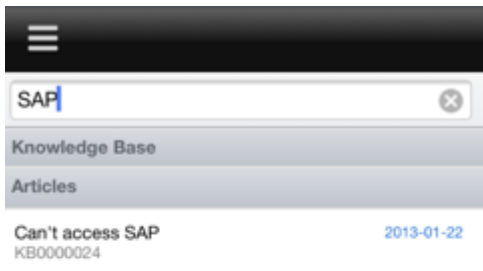 SAP
Knowledge Base
Articles
Can't access SAP 2013-01-22
KB0000024